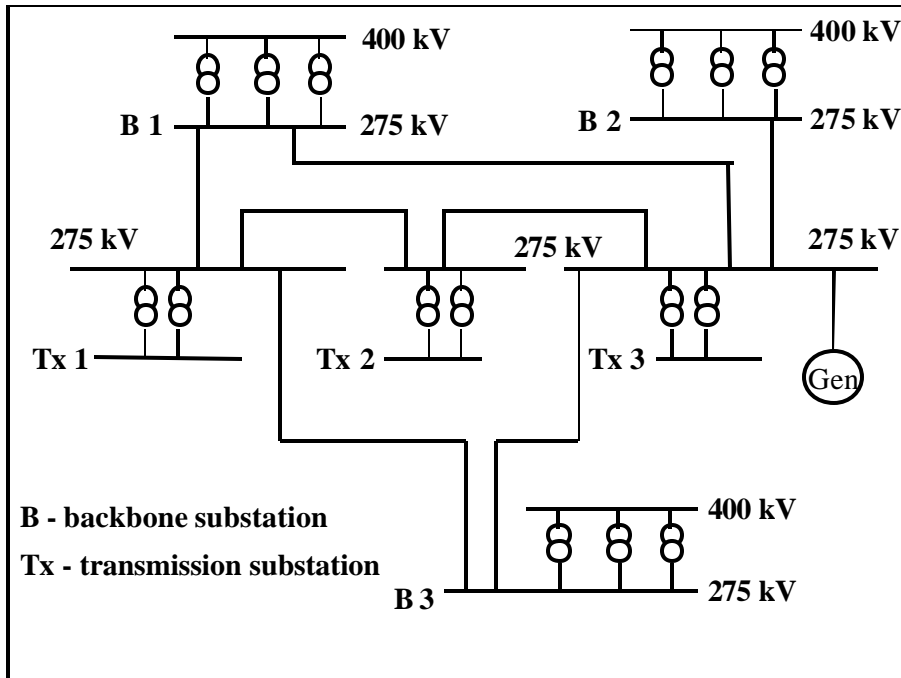 400 kV
400 kV
B 1
275 kV
B 2
275 kV
275 kV
275 kV
275 kV
Tx 1
Tx 2
Tx 3
Gen
B - backbone substation
Tx - transmission substation
400 kV
B 3
275 kV